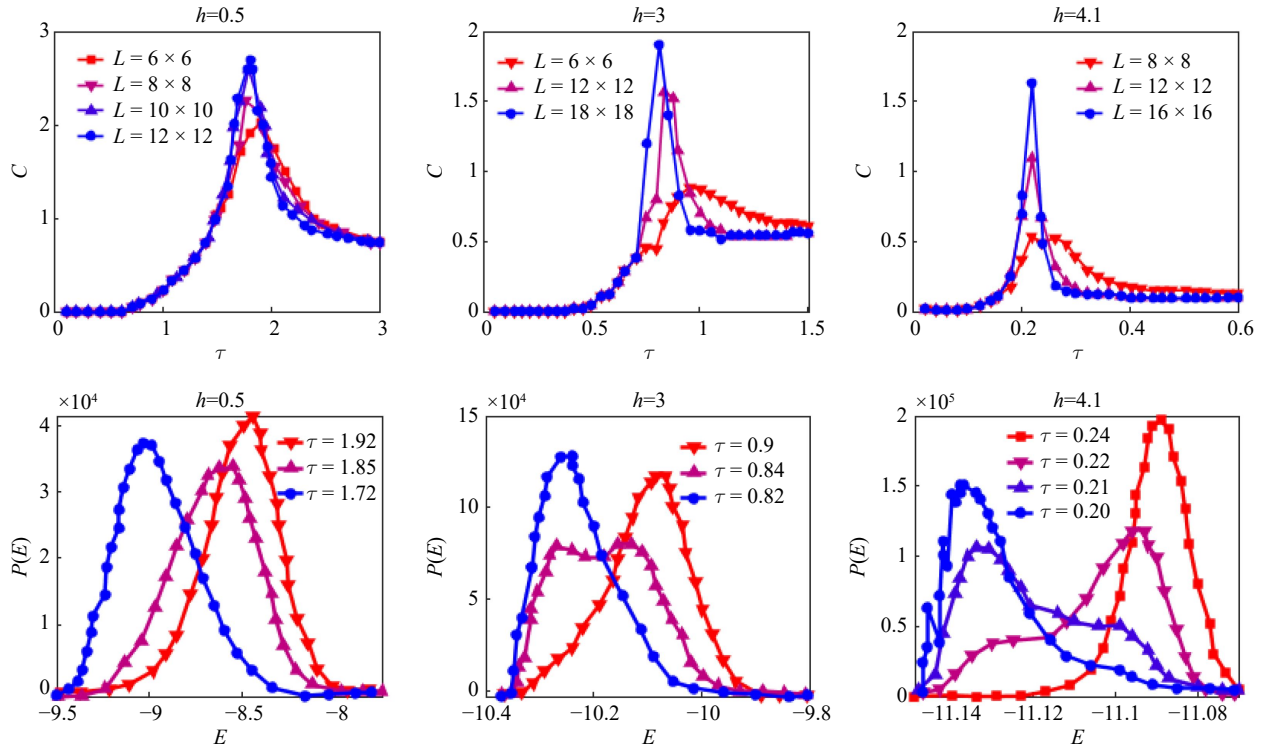 h=0.5
3
2
1
0
C
L = 6 × 6
L = 8 × 8
L = 10 × 10
L = 12 × 12
0
1
2
3
τ
h=3
2
1.5
1
0.5
0
C
L = 6 × 6
L = 12 × 12
L = 18 × 18
0
0.5
1
1.5
τ
h=4.1
2
1.5
1
0.5
0
C
L = 8 × 8
L = 12 × 12
L = 16 × 16
0
0.2
0.4
0.6
τ
×10⁴
h=0.5
4
3
2
1
0
P(E)
τ = 1.92
τ = 1.85
τ = 1.72
−9.5
−9
−8.5
−8
E
×10⁴
h=3
15
10
5
0
P(E)
τ = 0.9
τ = 0.84
τ = 0.82
−10.4
−10.2
−10
−9.8
E
×10⁵
h=4.1
2
1.5
1
0.5
0
P(E)
τ = 0.24
τ = 0.22
τ = 0.21
τ = 0.20
−11.14
−11.12
−11.1
−11.08
E